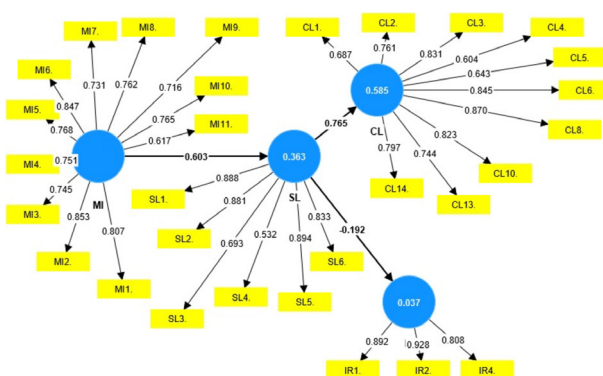 MI7.
MI8.
MI9.
CL1.
CL2.
CL3.
CL4.
MI6.
0.687
0.761
0.831
0.604
CL5.
0.731
0.762
0.716
MI10.
0.643
MI5.
0.847
0.765
0.585
0.845
CL6.
0.768
MI11.
0.870
CL8.
0.617
0.765
CL
0.823
MI4.
0.751
0.603
0.363
0.797
0.744
CL10.
0.745
MI
SL1.
0.888
SL
CL14.
CL13.
MI3.
0.853
0.807
0.881
0.833
-0.192
SL2.
0.693
0.532
0.894
SL6.
MI2.
MI1.
SL4.
SL5.
SL3.
0.037
0.892
0.928
0.808
IR1.
IR2.
IR4.